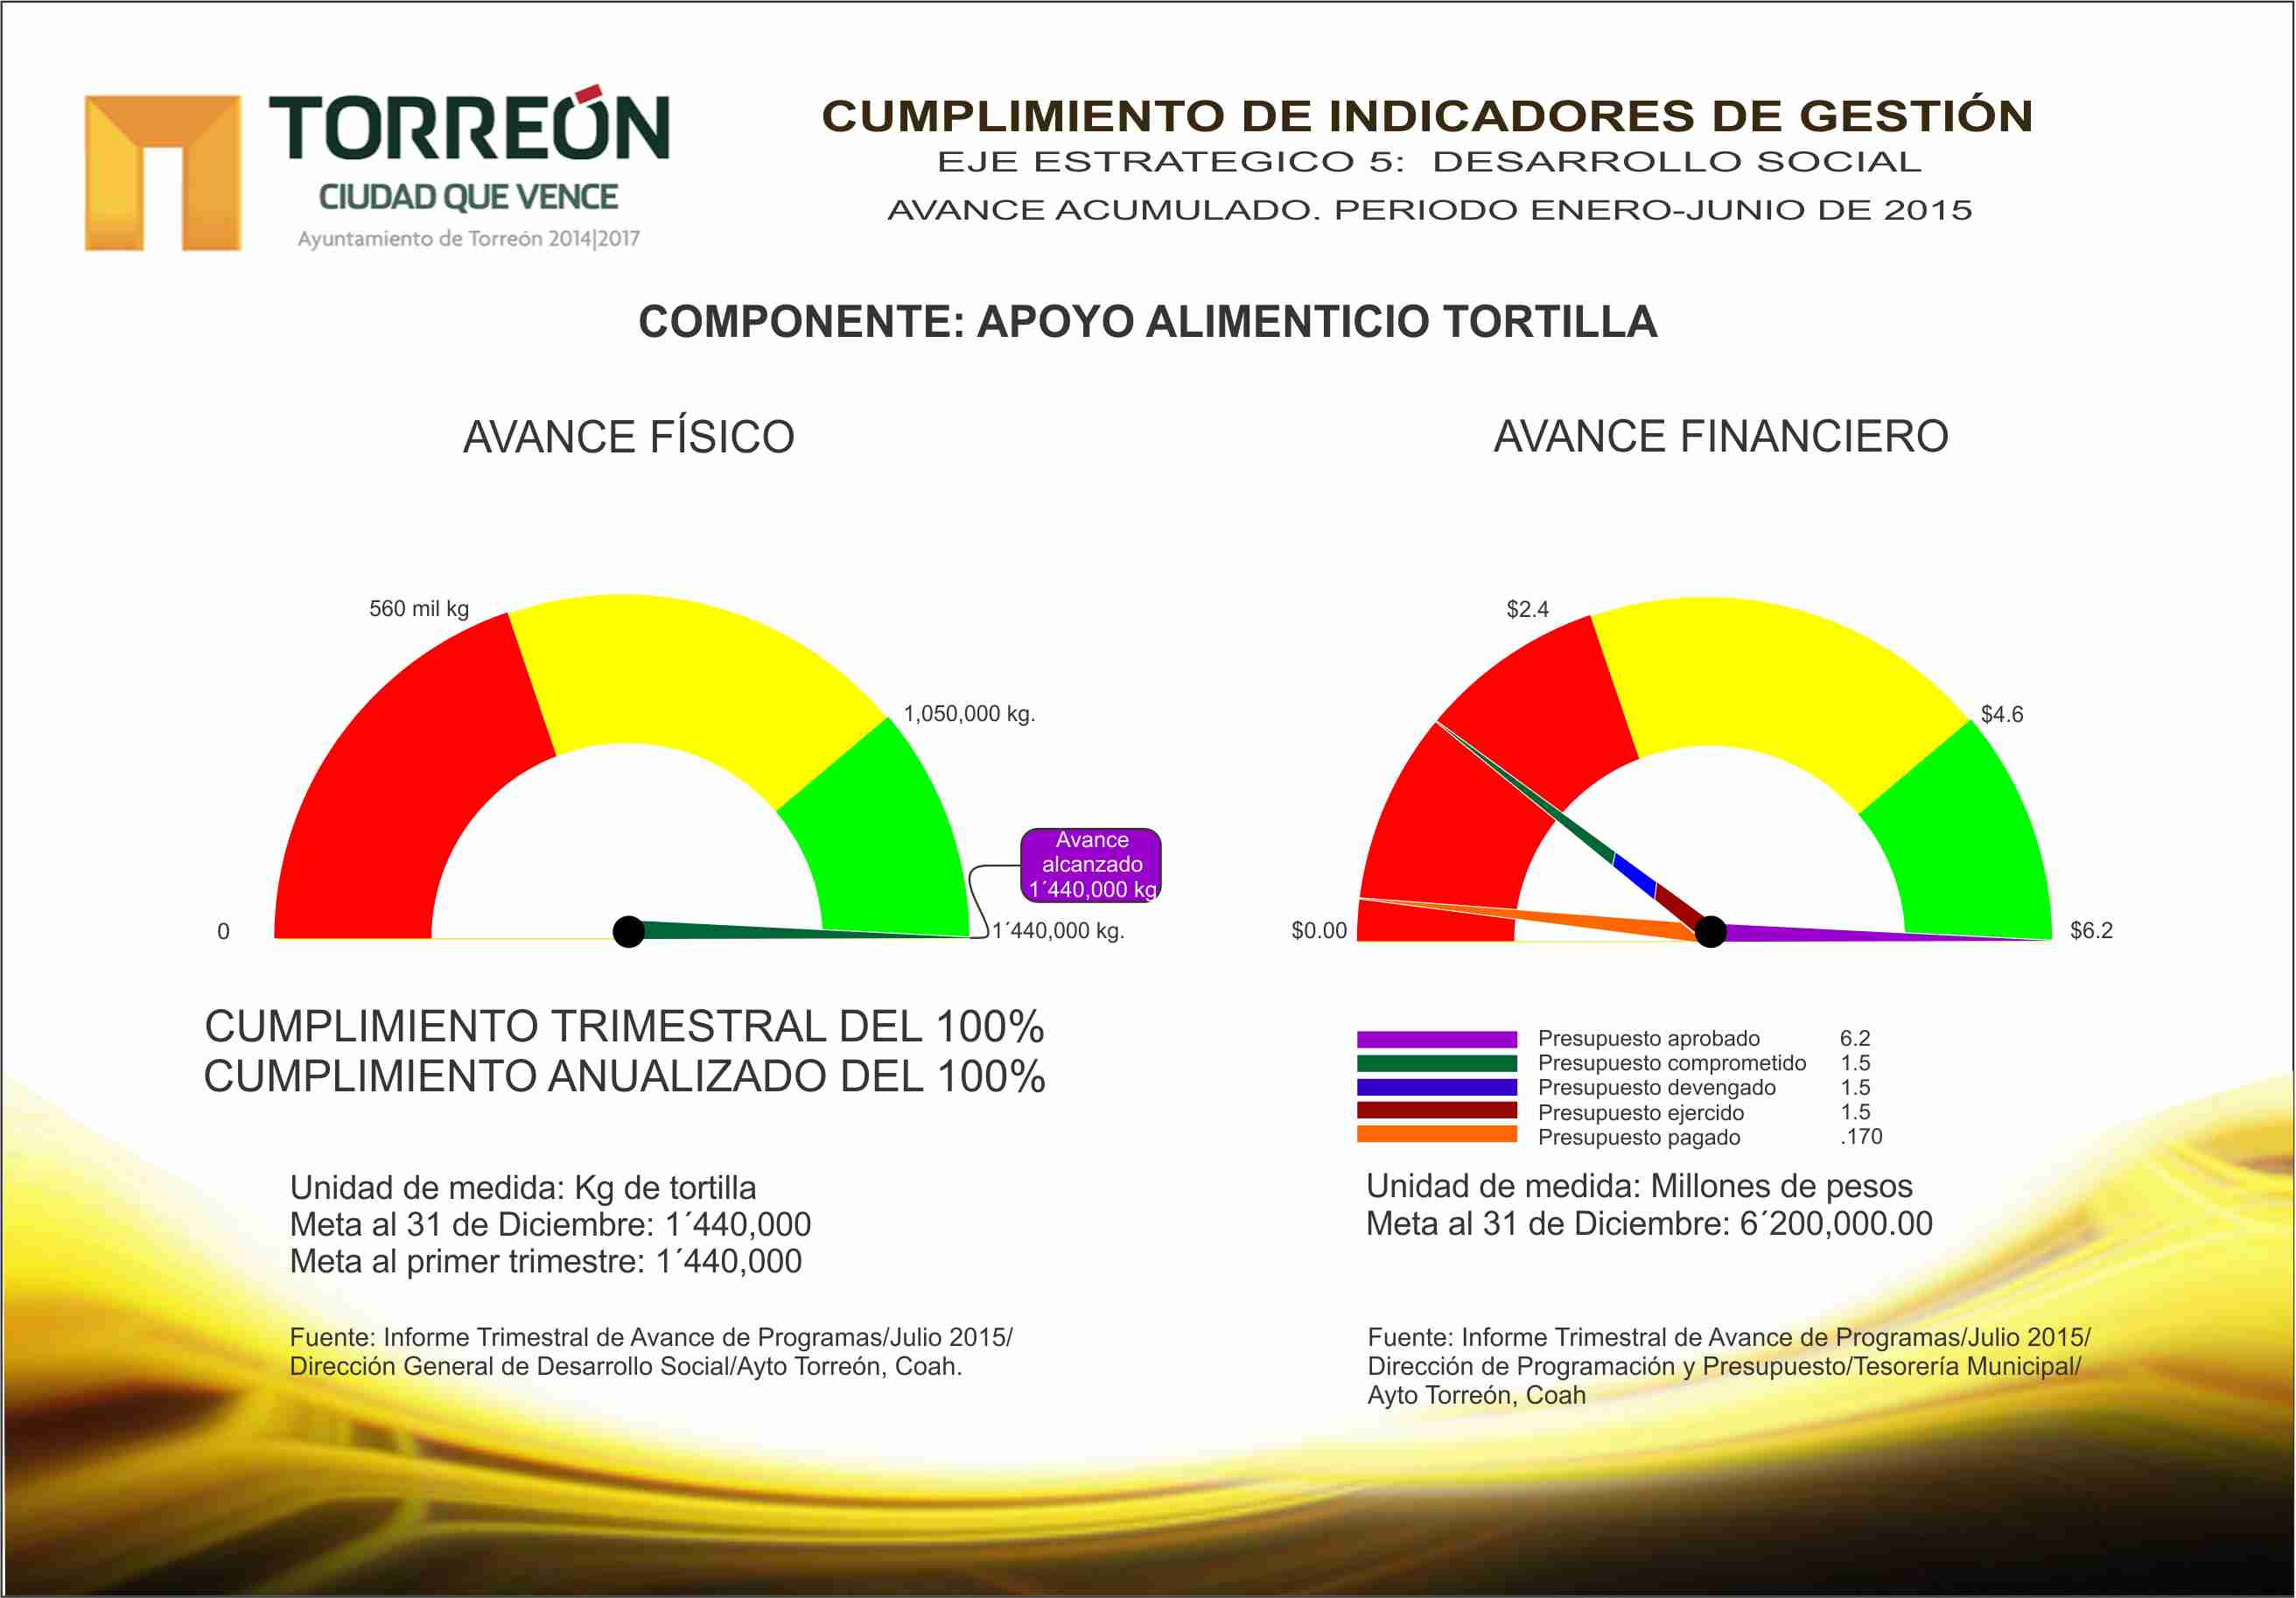 TORREÓN
CIUDAD QUE VENCE
Ayuntamiento de Torreón 2014|2017
CUMPLIMIENTO DE INDICADORES DE GESTIÓN
EJE ESTRATEGICO 5: DESARROLLO SOCIAL
AVANCE ACUMULADO. PERIODO ENERO-JUNIO DE 2015
COMPONENTE: APOYO ALIMENTICIO TORTILLA
AVANCE FÍSICO
560 mil kg
1,050,000 kg.
Avance
alcanzado
1´440,000 kg
0
1´440,000 kg.
CUMPLIMIENTO TRIMESTRAL DEL 100%
CUMPLIMIENTO ANUALIZADO DEL 100%
Unidad de medida: Kg de tortilla
Meta al 31 de Diciembre: 1´440,000
Meta al primer trimestre: 1´440,000
Fuente: Informe Trimestral de Avance de Programas/Julio 2015/
Dirección General de Desarrollo Social/Ayto Torreón, Coah.
AVANCE FINANCIERO
$2.4
$4.6
$0.00
$6.2
Presupuesto aprobado 6.2
Presupuesto comprometido 1.5
Presupuesto devengado 1.5
Presupuesto ejercido 1.5
Presupuesto pagado .170
Unidad de medida: Millones de pesos
Meta al 31 de Diciembre: 6´200,000.00
Fuente: Informe Trimestral de Avance de Programas/Julio 2015/
Dirección de Programación y Presupuesto/Tesorería Municipal/
Ayto Torreón, Coah